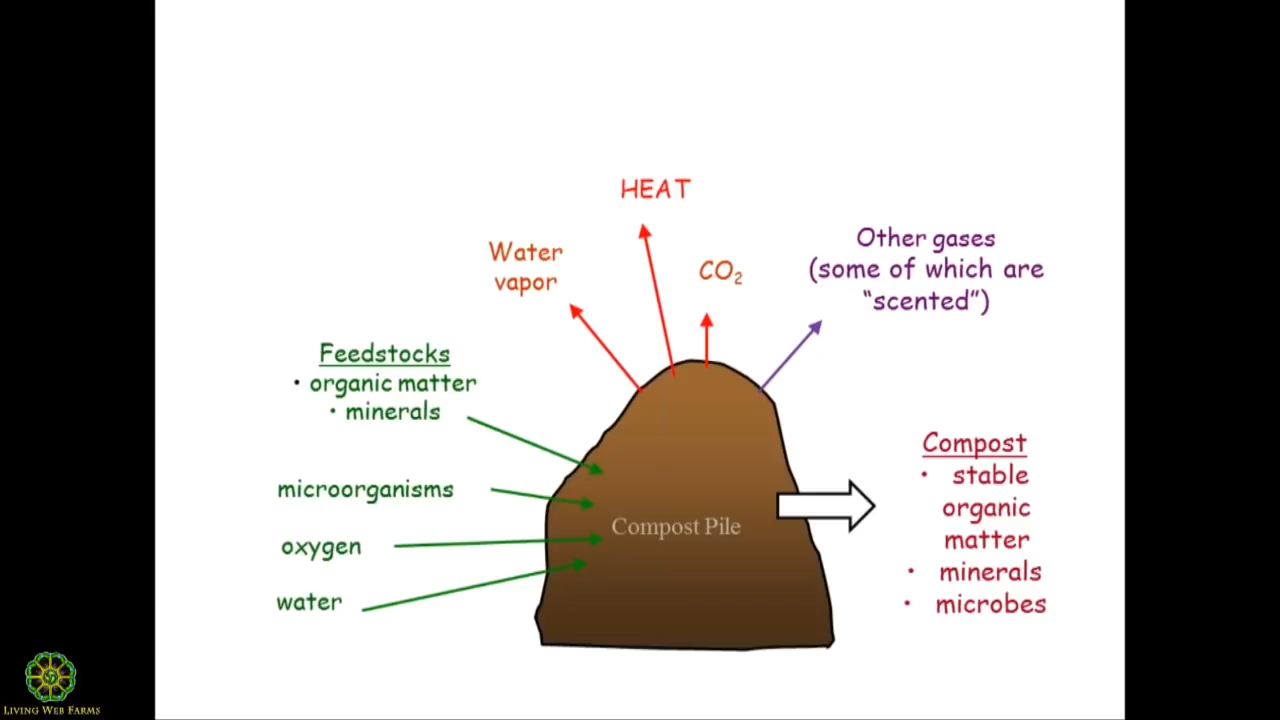 HEAT
Water
vapor
CO₂
Other gases
(some of which are
“scented”)
Feedstocks
• organic matter
• minerals
microorganisms
oxygen
water
Compost Pile
Compost
• stable
organic
matter
• minerals
• microbes
LIVING WEB FARMS